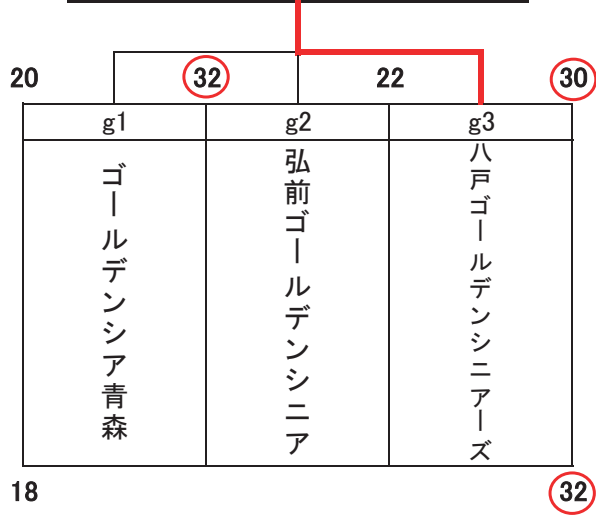 20 32 22 30
g1 g2 g3
ゴールデンシア青森
弘前ゴールデンシニア
八戸ゴールデンシニアーズ
18 32